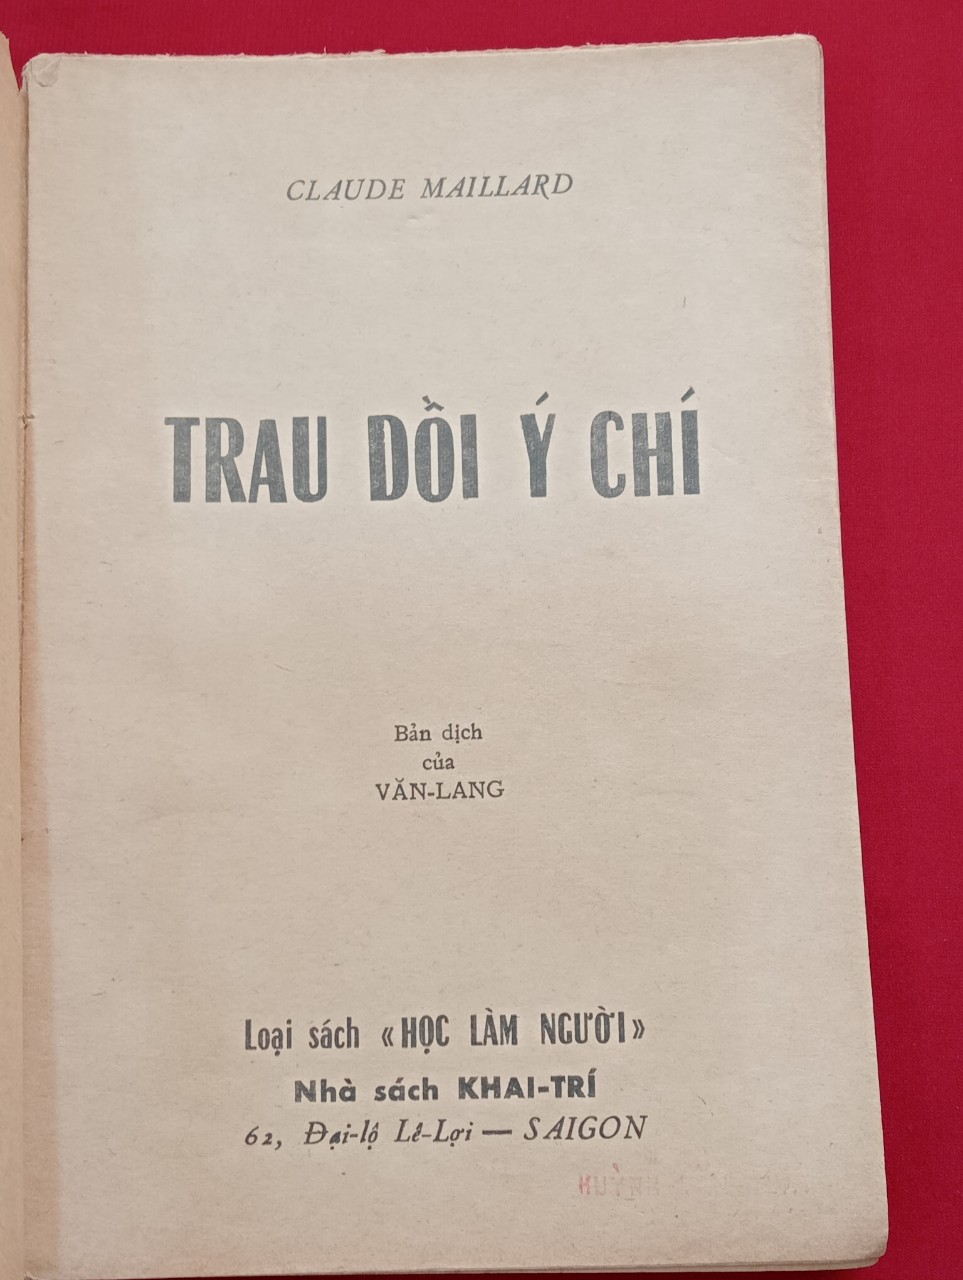 CLAUDE MAILLARD
TRAU DỒI Ý CHÍ
Bản dịch
của
VĂN-LANG
Loại sách «HỌC LÀM NGƯỜI»
Nhà sách KHAI-TRÍ
62, Đại-lộ Lê-Lợi — SAIGON